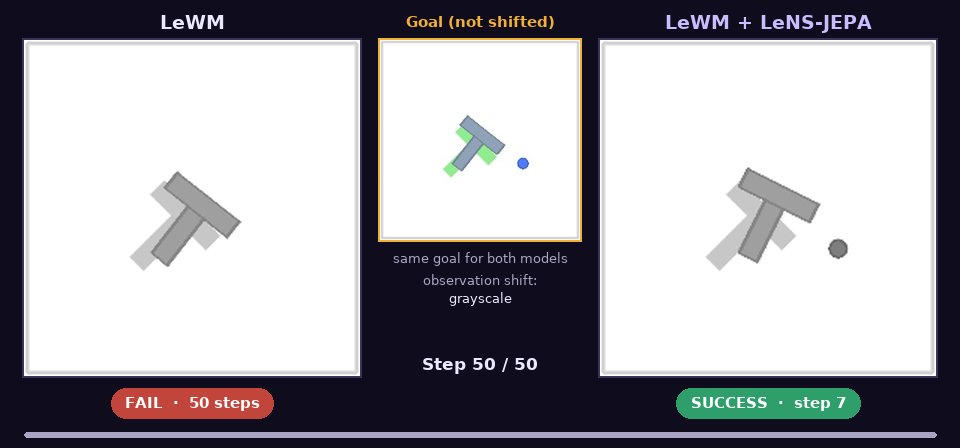 LeWM
Goal (not shifted)
LeWM + LeNS-JEPA
same goal for both models
observation shift:
grayscale
Step 50 / 50
FAIL · 50 steps
SUCCESS · step 7